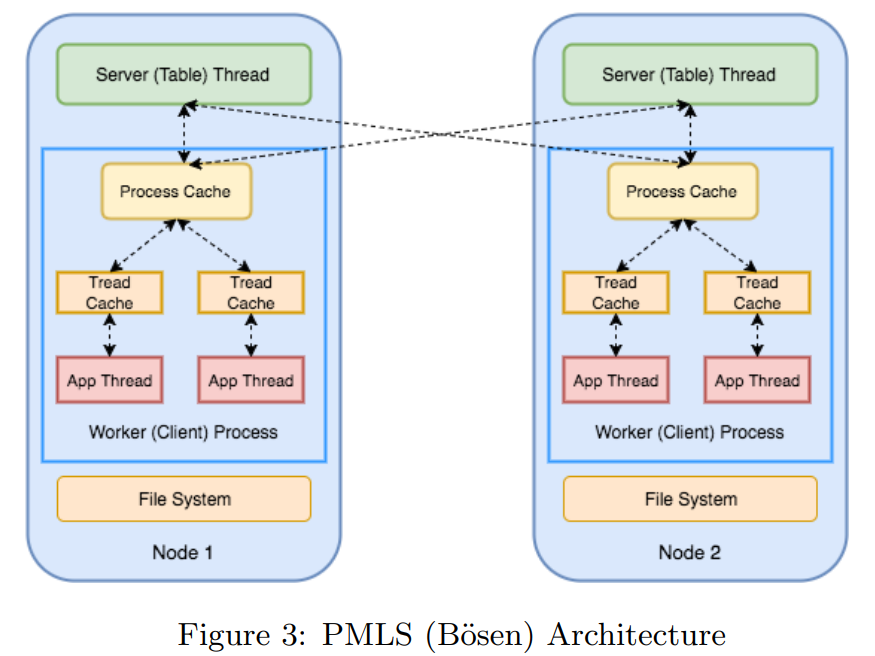 Server (Table) Thread
Server (Table) Thread
Process Cache
Process Cache
Tread
Cache
Tread
Cache
Tread
Cache
Tread
Cache
App Thread
App Thread
App Thread
App Thread
Worker (Client) Process
Worker (Client) Process
File System
File System
Node 1
Node 2
Figure 3: PMLS (Bösen) Architecture